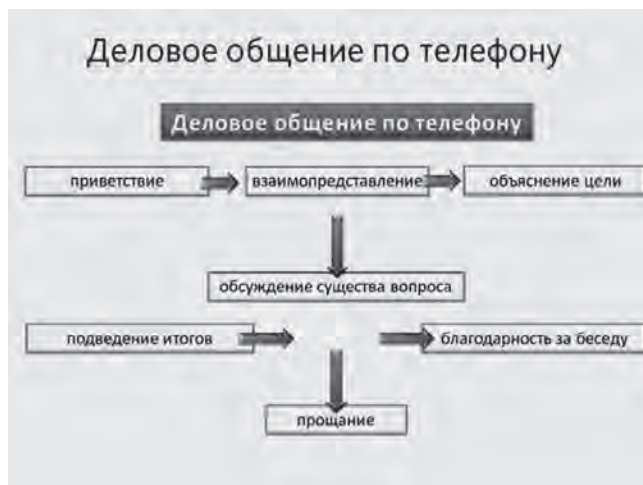 Деловое общение по телефону
Деловое общение по телефону
приветствие
взаимопредставление
объяснение цели
обсуждение существа вопроса
подведение итогов
благодарность за беседу
прощание